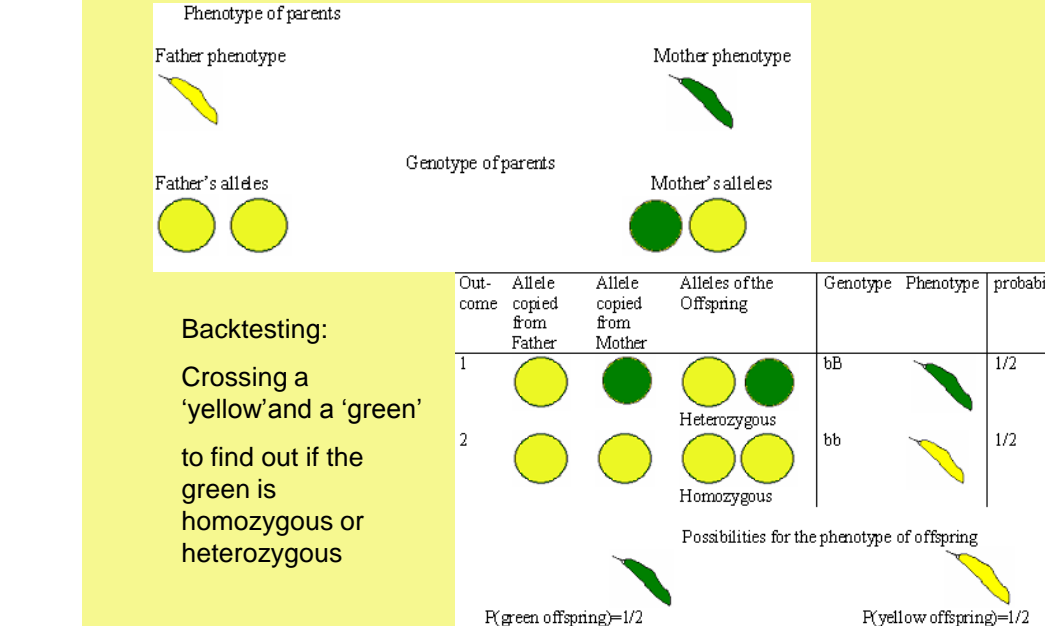 Phenotype of parents
Father phenotype
Mother phenotype
Genotype of parents
Father's alleles
Mother's alleles
Backtesting:
Crossing a
'yellow'and a 'green'
to find out if the
green is
homozygous or
heterozygous
Out-
come
Allele
copied
from
Father
Allele
copied
from
Mother
Alleles of the
Offspring
Genotype
Phenotype
probabi
1
Heterozygous
bB
1/2
2
Homozygous
bb
1/2
Possibilities for the phenotype of offspring
P(green offspring)=1/2
P(yellow offspring)=1/2